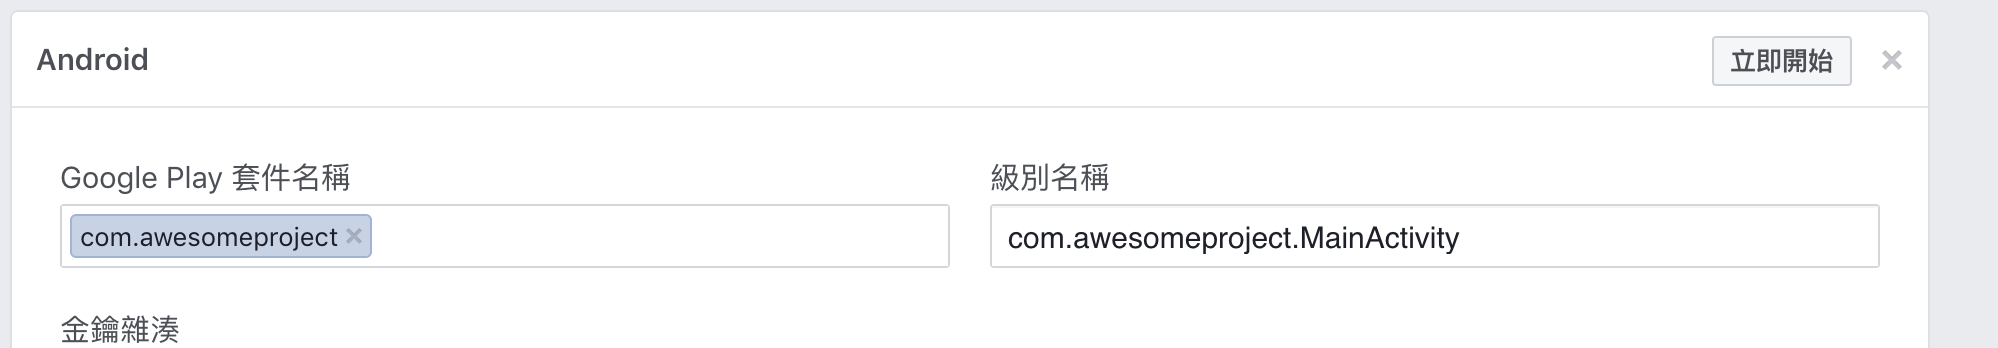 Android
立即開始 ×
Google Play 套件名稱
級別名稱
com.awesomeproject ×
com.awesomeproject.MainActivity
金鑰雜湊